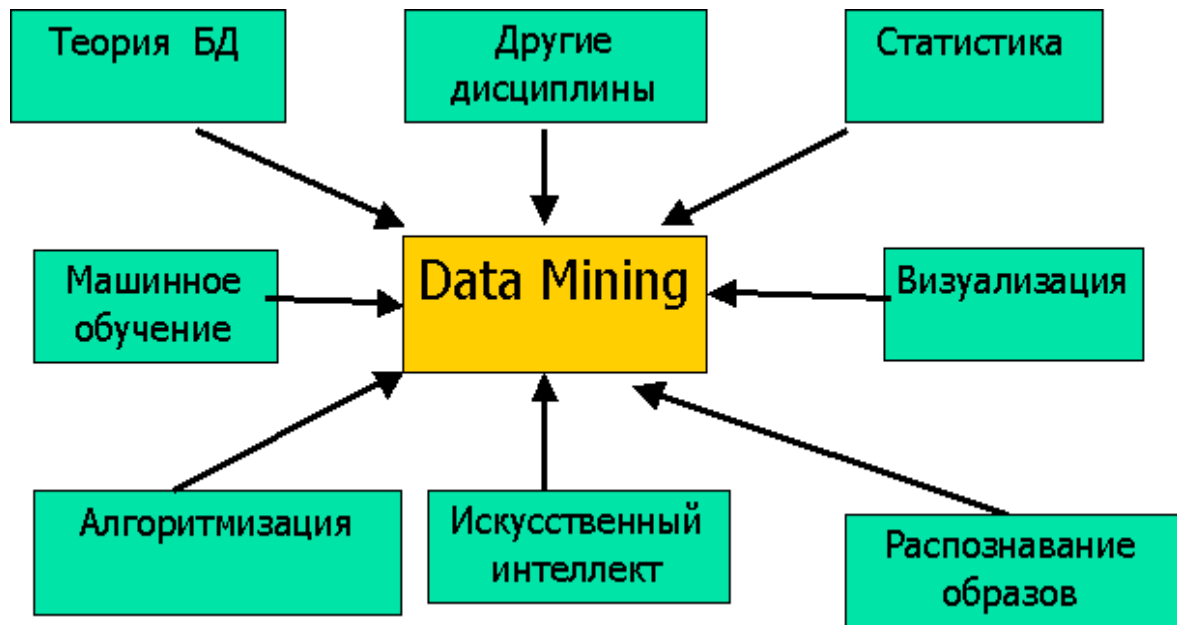 Теория БД
Другие
дисциплины
Статистика
Машинное
обучение
Data Mining
Визуализация
Алгоритмизация
Искусственный
интеллект
Распознавание
образов